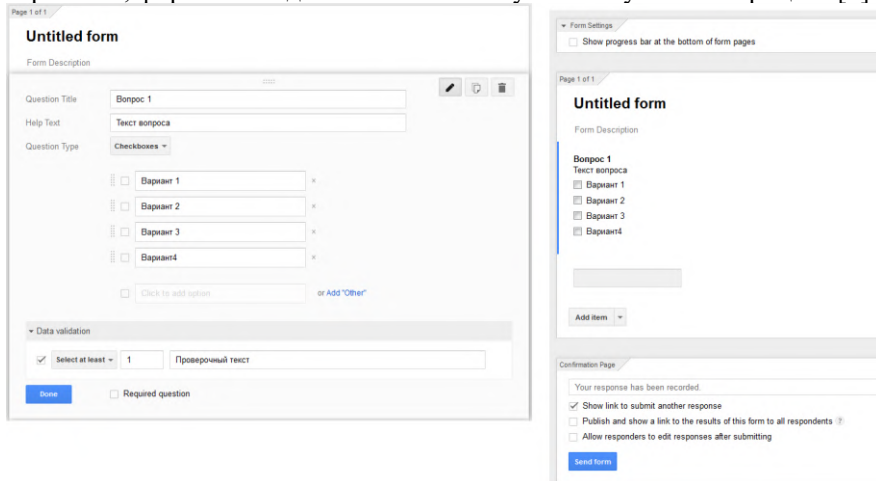 Page 1 of 1
Untitled form
Form Description
Question Title
Вопрос 1
Help Text
Текст вопроса
Question Type
Checkboxes
Вариант 1
Вариант 2
Вариант 3
Вариант4
Click to add option
or Add "Other"
Data validation
Select at least
1
Проверочный текст
Done
Required question
Form Settings
Show progress bar at the bottom of form pages
Page 1 of 1
Untitled form
Form Description
Вопрос 1
Текст вопроса
Вариант 1
Вариант 2
Вариант 3
Вариант4
Add item
Confirmation Page
Your response has been recorded.
Show link to submit another response
Publish and show a link to the results of this form to all respondents ?
Allow responders to edit responses after submitting
Send form